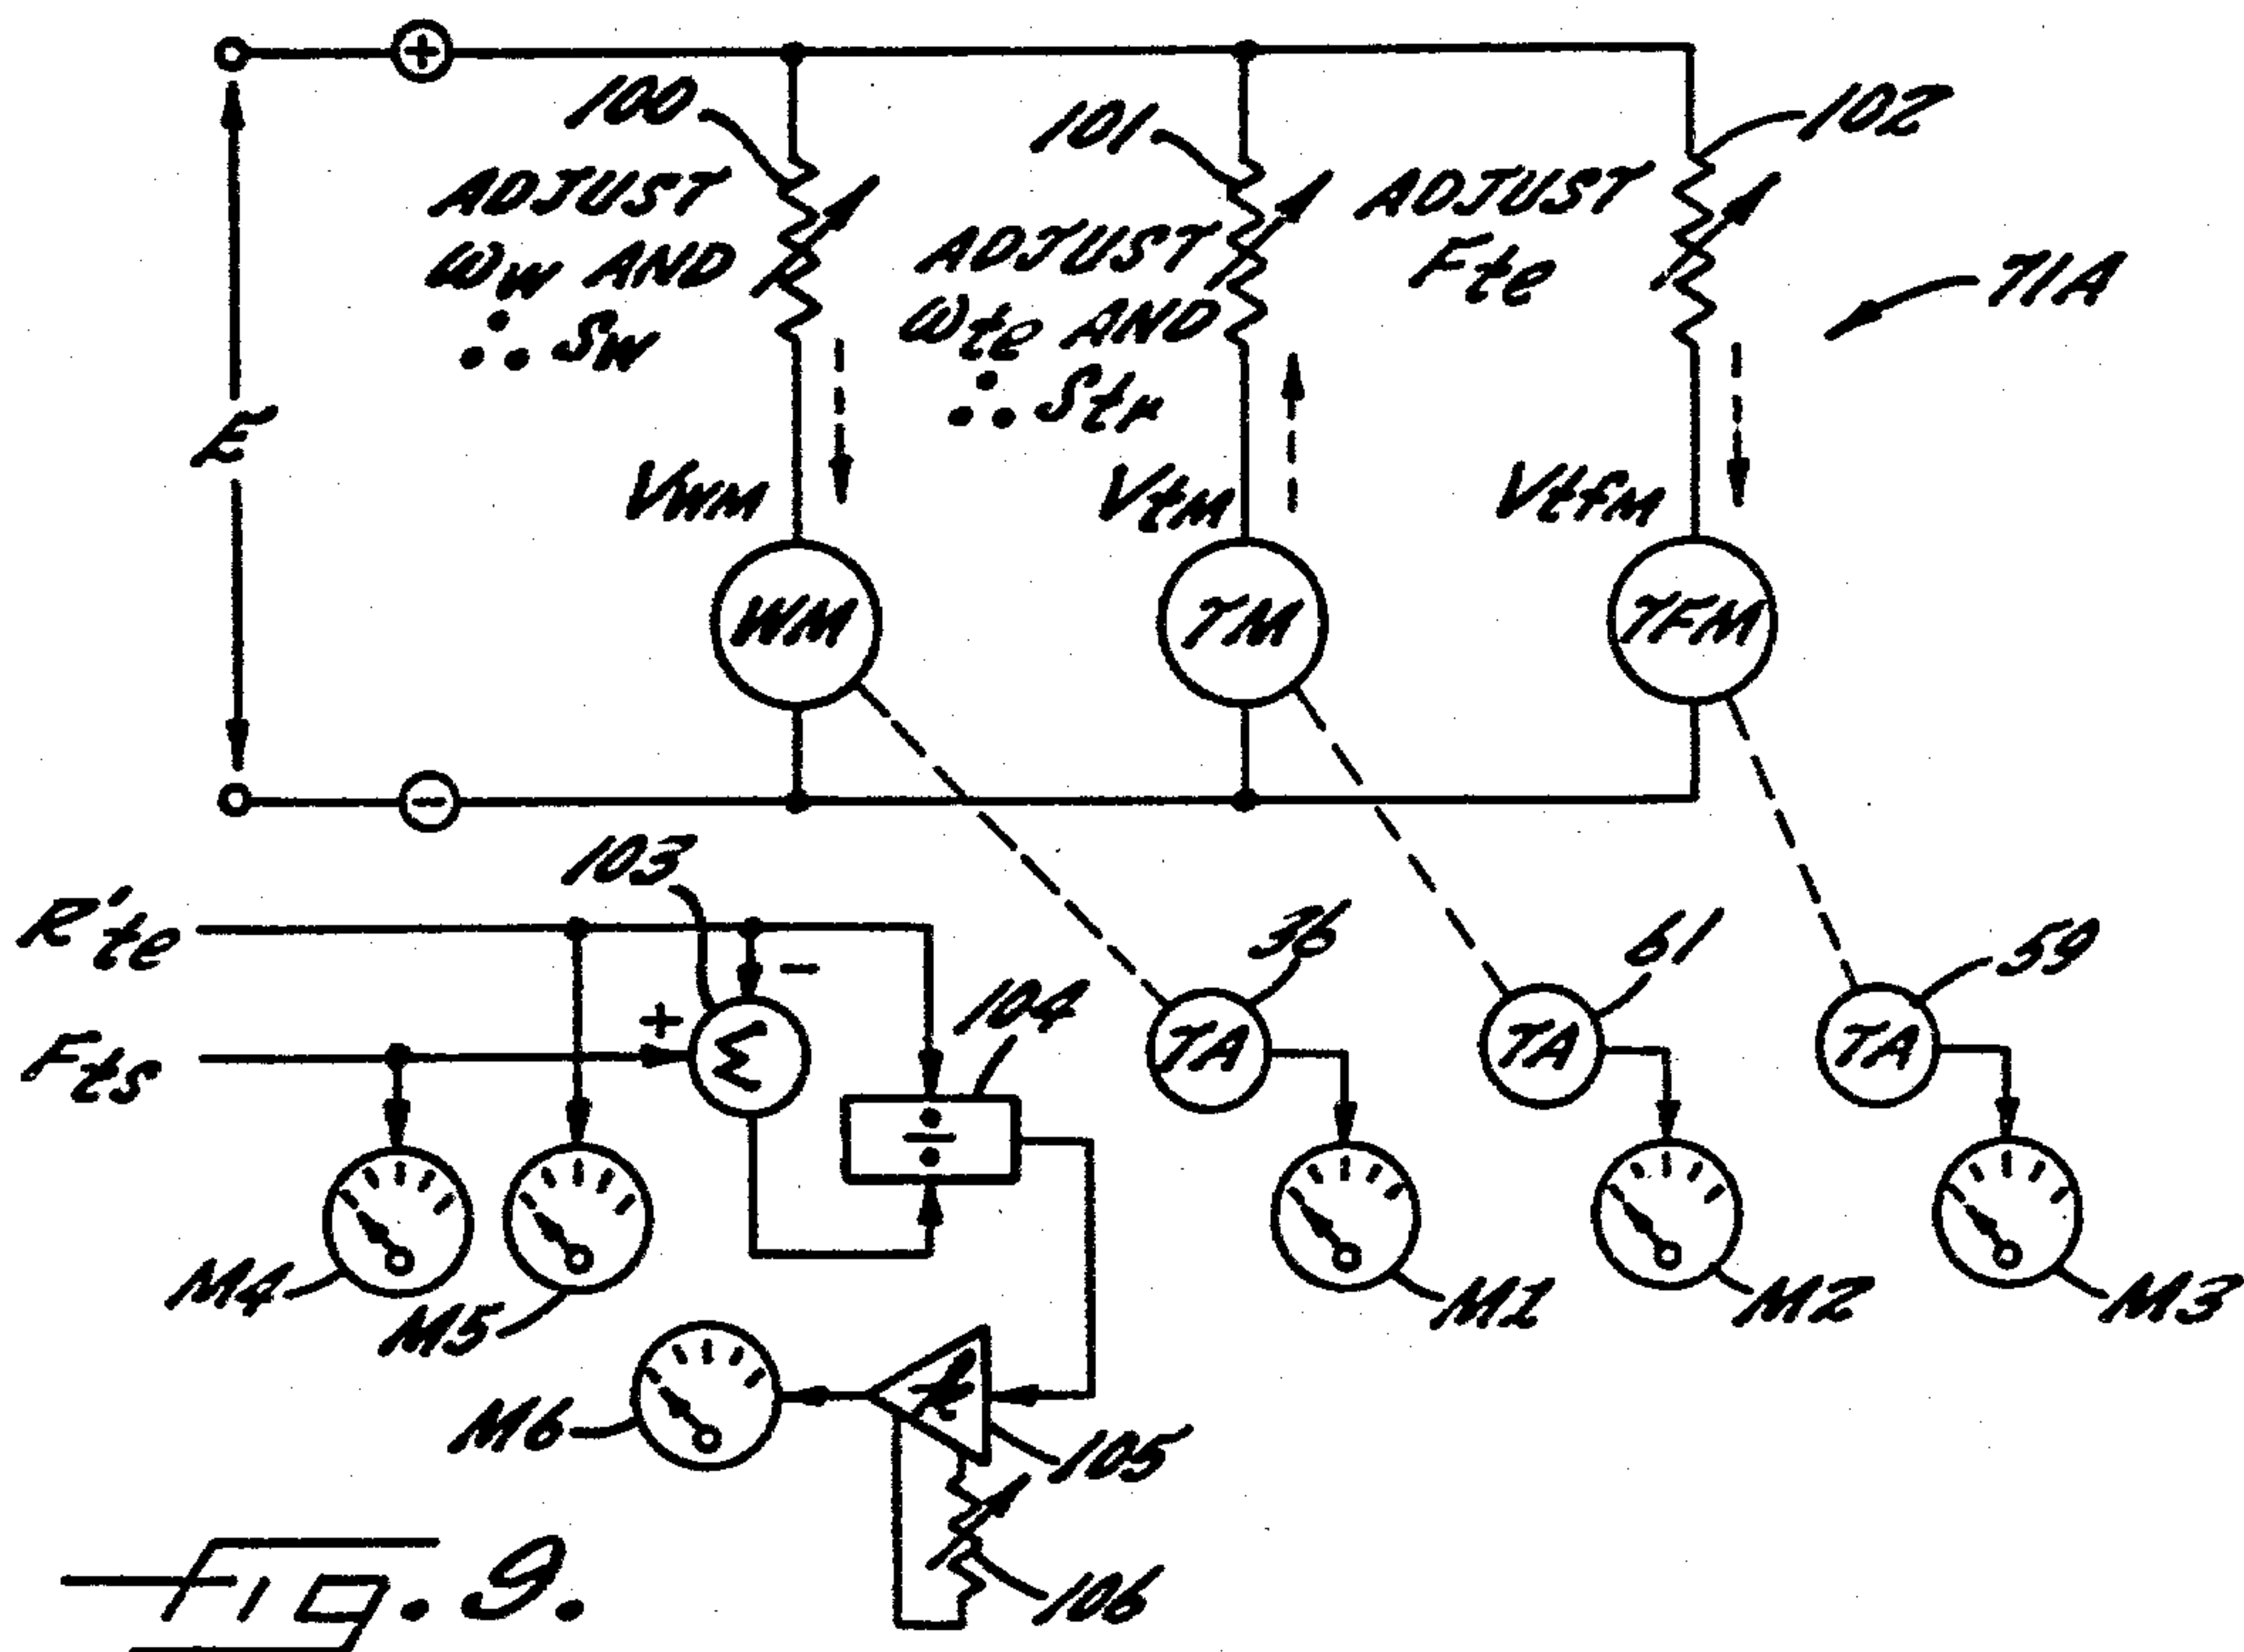 +
100
101
102
ADJUST
ωW AND
∴ SW
ADJUST
ωte AND
∴ Str
ADJUST
Fte
71A
E
VWM
VtM
Vtfm
WM
TM
TFM
−
103
R'te
−
36
61
59
104
+
Fts
Σ
TA
TA
TA
÷
M4
M5
M1
M2
M3
M6
k
105
106
Fig. 9.